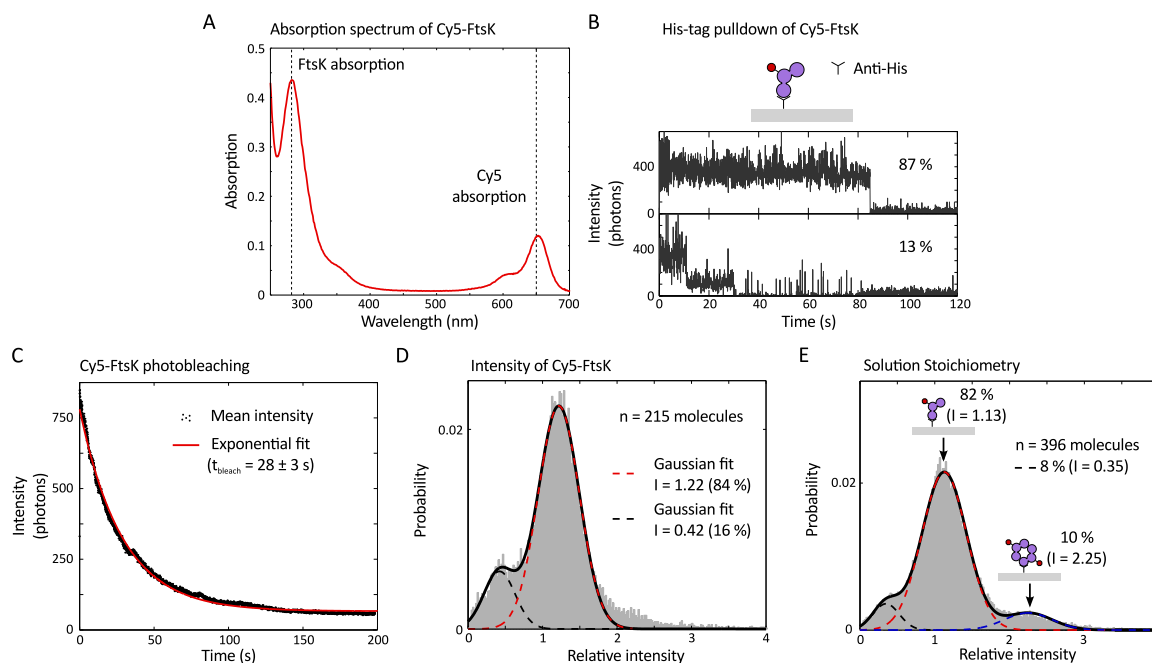 A
Absorption spectrum of Cy5-FtsK
0.5
0.4
0.3
0.2
0.1
0
Absorption
FtsK absorption
Cy5
absorption
300
400
500
600
700
Wavelength (nm)
B
His-tag pulldown of Cy5-FtsK
Anti-His
Intensity
(photons)
400
0
87 %
400
0
13 %
0
20
40
60
80
100
120
Time (s)
C
Cy5-FtsK photobleaching
Intensity
(photons)
750
500
250
0
Mean intensity
Exponential fit
(tbleach = 28 ± 3 s)
0
50
100
150
200
Time (s)
D
Intensity of Cy5-FtsK
Probability
0.02
0
n = 215 molecules
Gaussian fit
I = 1.22 (84 %)
Gaussian fit
I = 0.42 (16 %)
0
1
2
3
4
Relative intensity
E
Solution Stoichiometry
Probability
0.02
0
82 %
(I = 1.13)
n = 396 molecules
8 % (I = 0.35)
10 %
(I = 2.25)
0
1
2
3
Relative intensity